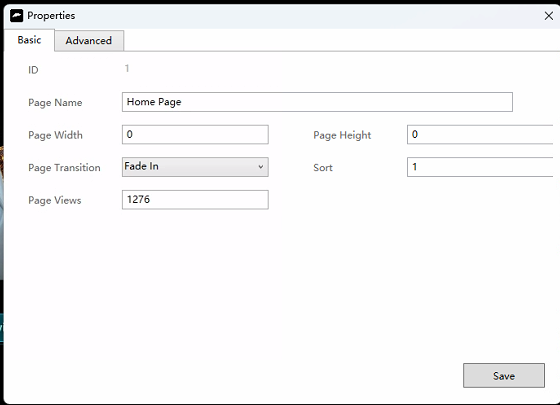 Properties
Basic Advanced
ID 1
Page Name Home Page
Page Width 0 Page Height 0
Page Transition Fade In Sort 1
Page Views 1276
Save